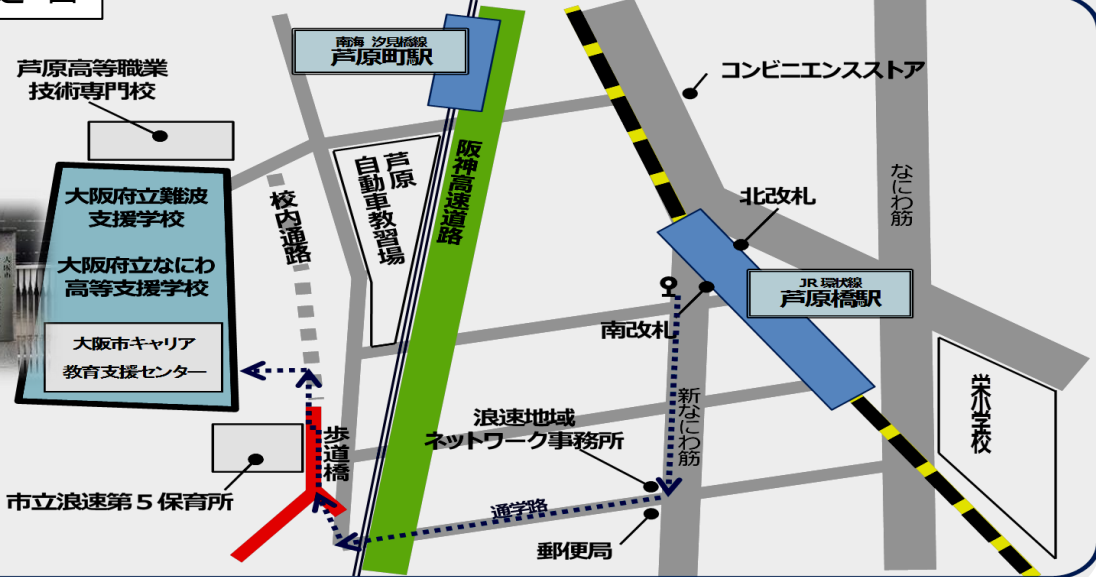 南海 汐見橋線
芦原町駅
芦原高等職業
技術専門校
コンビニエンスストア
阪神高速道路
芦原
自動車教習場
なにわ筋
大阪府立難波
支援学校
校内通路
北改札
大阪府立なにわ
高等支援学校
JR 環状線
芦原橋駅
南改札
大阪市キャリア
教育支援センター
栄小学校
新なにわ筋
浪速地域
ネットワーク事務所
歩道橋
市立浪速第5保育所
通学路
郵便局